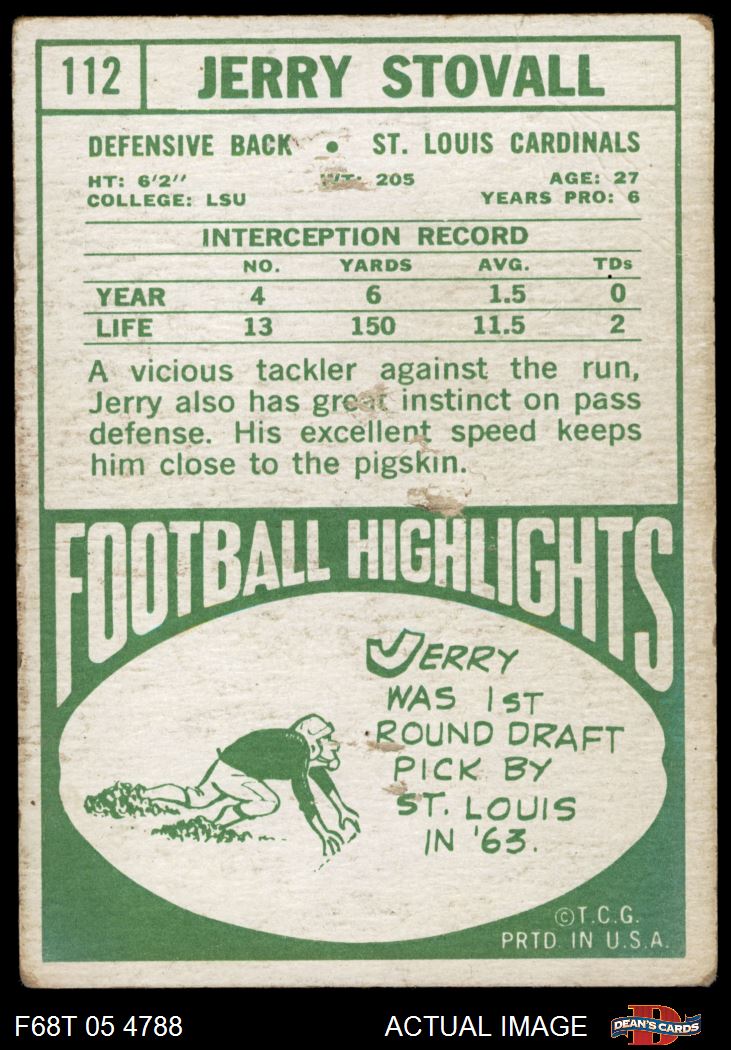 112 JERRY STOVALL
DEFENSIVE BACK • ST. LOUIS CARDINALS
HT: 6'2" WT: 205 AGE: 27
COLLEGE: LSU YEARS PRO: 6
INTERCEPTION RECORD
NO. YARDS AVG. TDs
YEAR 4 6 1.5 0
LIFE 13 150 11.5 2
A vicious tackler against the run,
Jerry also has great instinct on pass
defense. His excellent speed keeps
him close to the pigskin.
FOOTBALL HIGHLIGHTS
JERRY
WAS 1ST
ROUND DRAFT
PICK BY
ST. LOUIS
IN '63.
©T.C.G.
PRTD. IN U.S.A.
F68T 05 4788 ACTUAL IMAGE DEAN'S CARDS